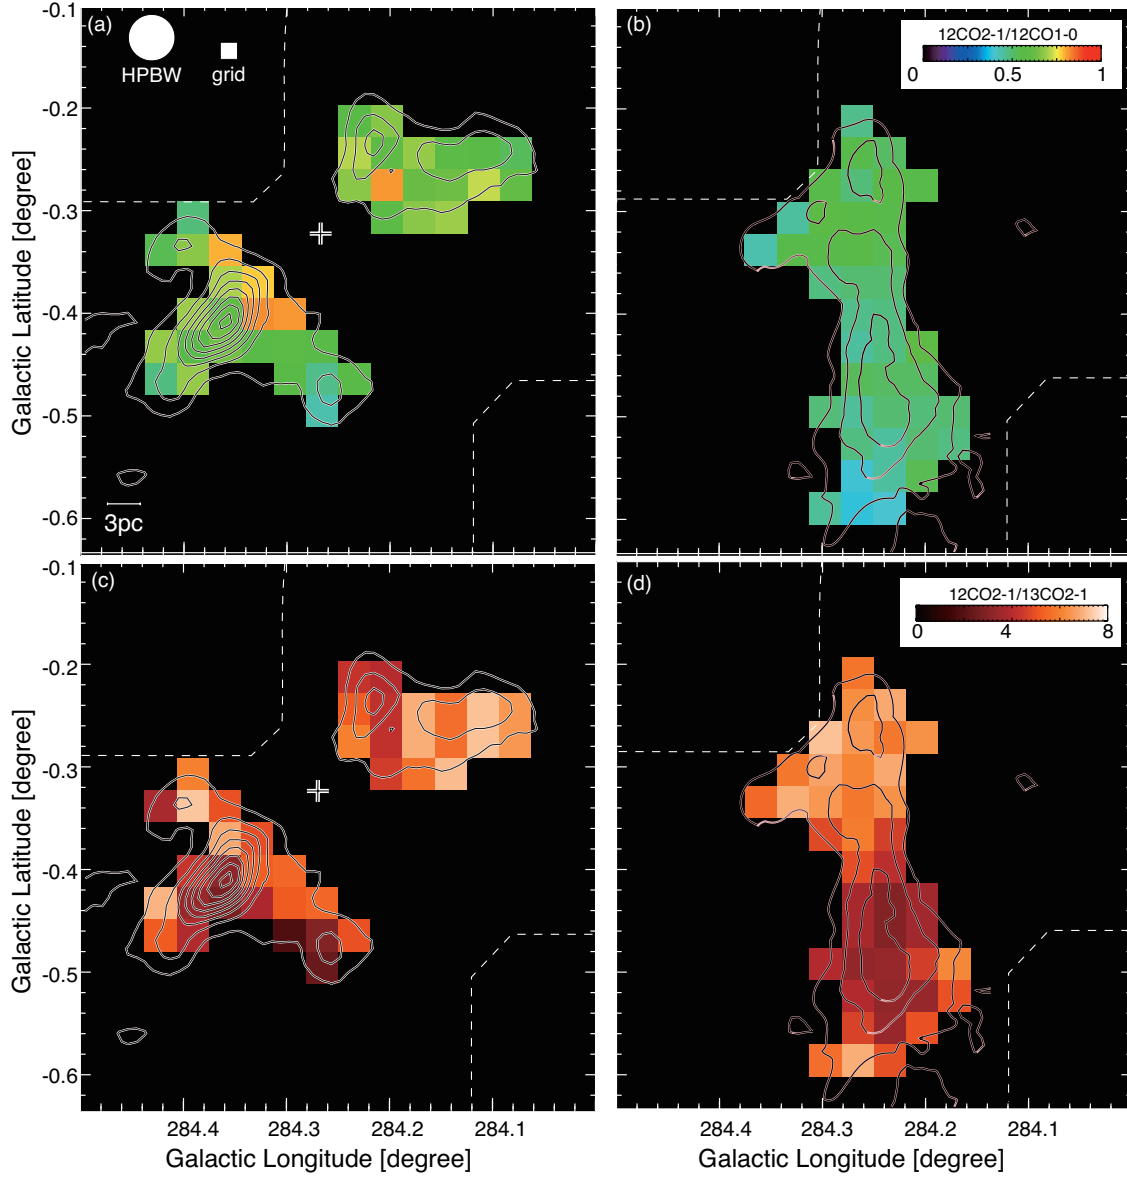 -0.1
(a)
HPBW
grid
-0.2
-0.3
-0.4
-0.5
-0.6
3pc
Galactic Latitude [degree]
(b)
12CO2-1/12CO1-0
0
0.5
1
-0.1
(c)
-0.2
-0.3
-0.4
-0.5
-0.6
Galactic Latitude [degree]
284.4
284.3
284.2
284.1
Galactic Longitude [degree]
(d)
12CO2-1/13CO2-1
0
4
8
284.4
284.3
284.2
284.1
Galactic Longitude [degree]